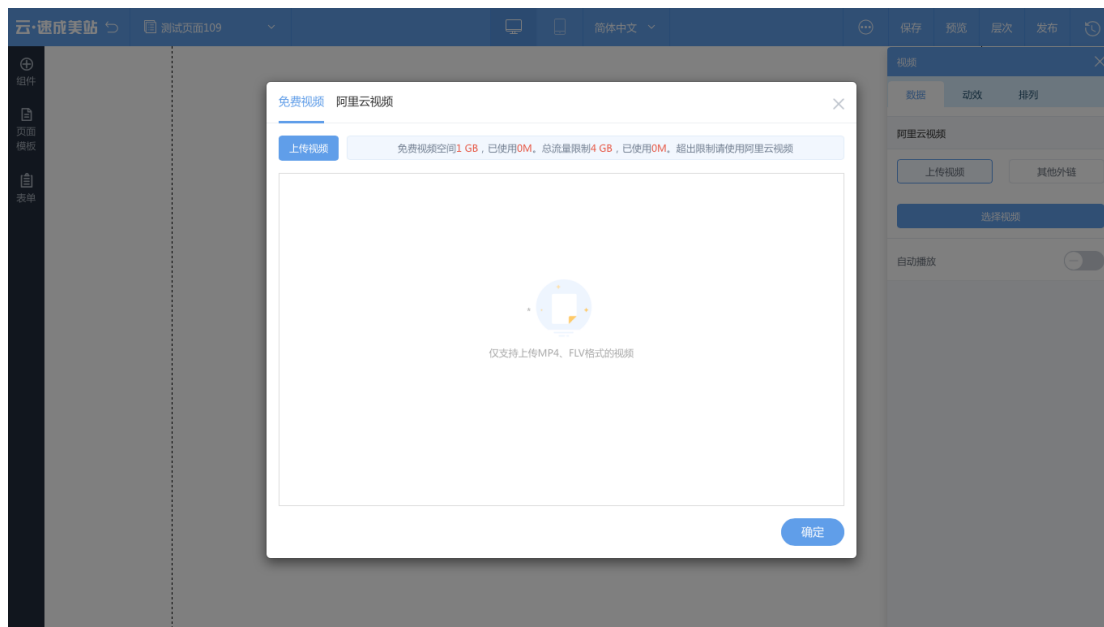 云·速成美站 测试页面109 简体中文 保存 预览 层次 发布
组件
页面
模板
表单
免费视频 阿里云视频
上传视频 免费视频空间1 GB，已使用0M。总流量限制4 GB，已使用0M。超出限制请使用阿里云视频
仅支持上传MP4、FLV格式的视频
确定
视频
数据 动效 排列
阿里云视频
上传视频 其他外链
选择视频
自动播放